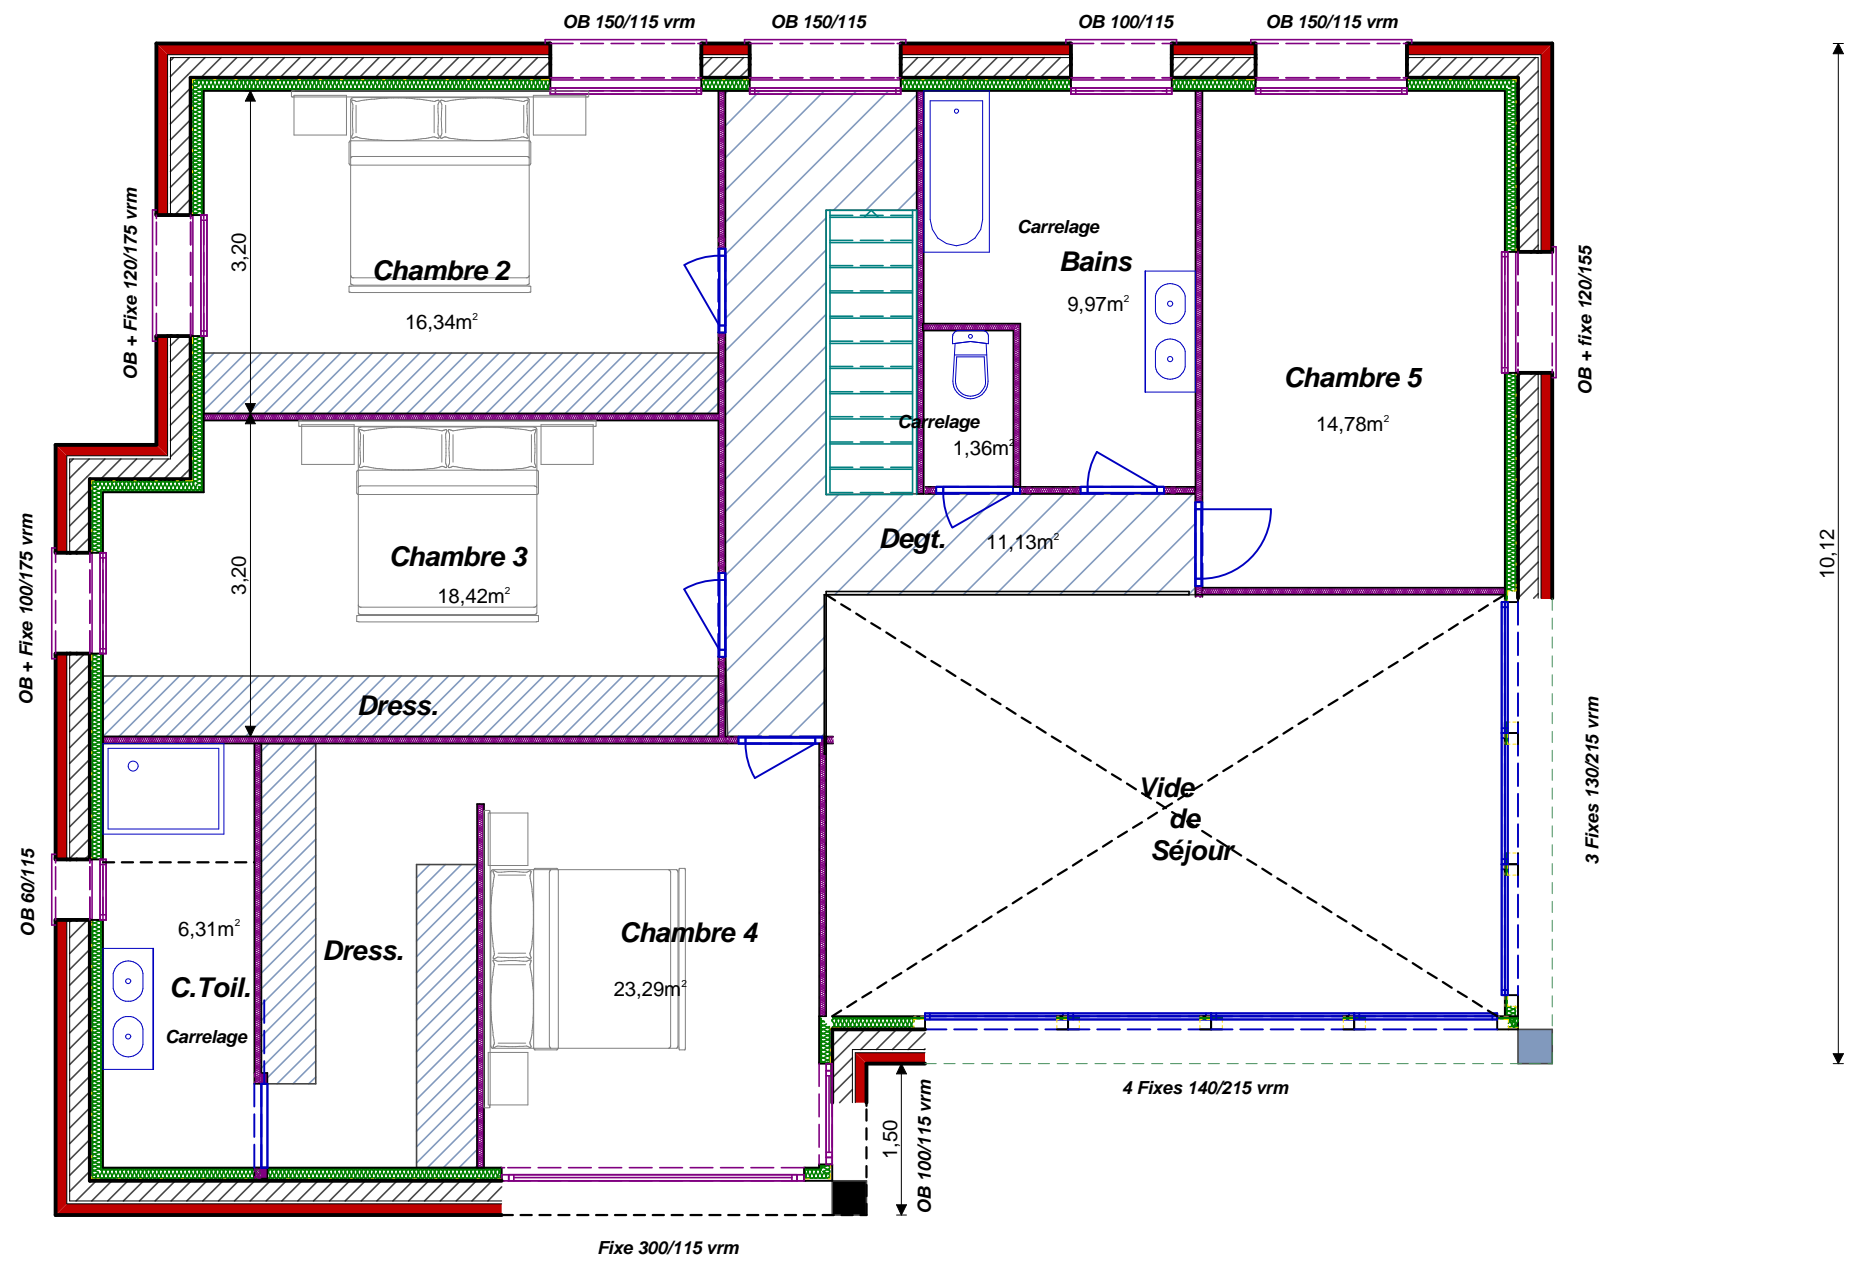 OB 150/115 vrm
OB 150/115
OB 100/115
OB 150/115 vrm
OB + Fixe 120/175 vrm
3,20
Chambre 2
16,34m²
Carrelage
Bains
9,97m²
Chambre 5
14,78m²
OB + fixe 120/155
10,12
Carrelage
1,36m²
OB + Fixe 100/175 vrm
3,20
Chambre 3
18,42m²
Degt.
11,13m²
Dress.
Vide
de
Séjour
3 Fixes 130/215 vrm
OB 60/115
6,31m²
C.Toil.
Carrelage
Dress.
Chambre 4
23,29m²
1,50
OB 100/115 vrm
4 Fixes 140/215 vrm
Fixe 300/115 vrm